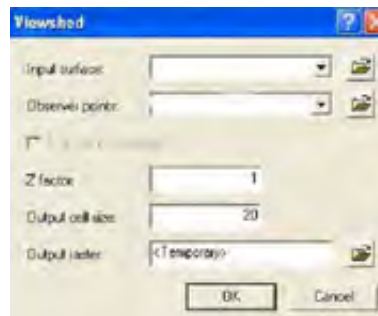 Viewshed
Input surface:
Observer points:
Z factor: 1
Output cell size: 20
Output raster: <Temporary>
OK Cancel